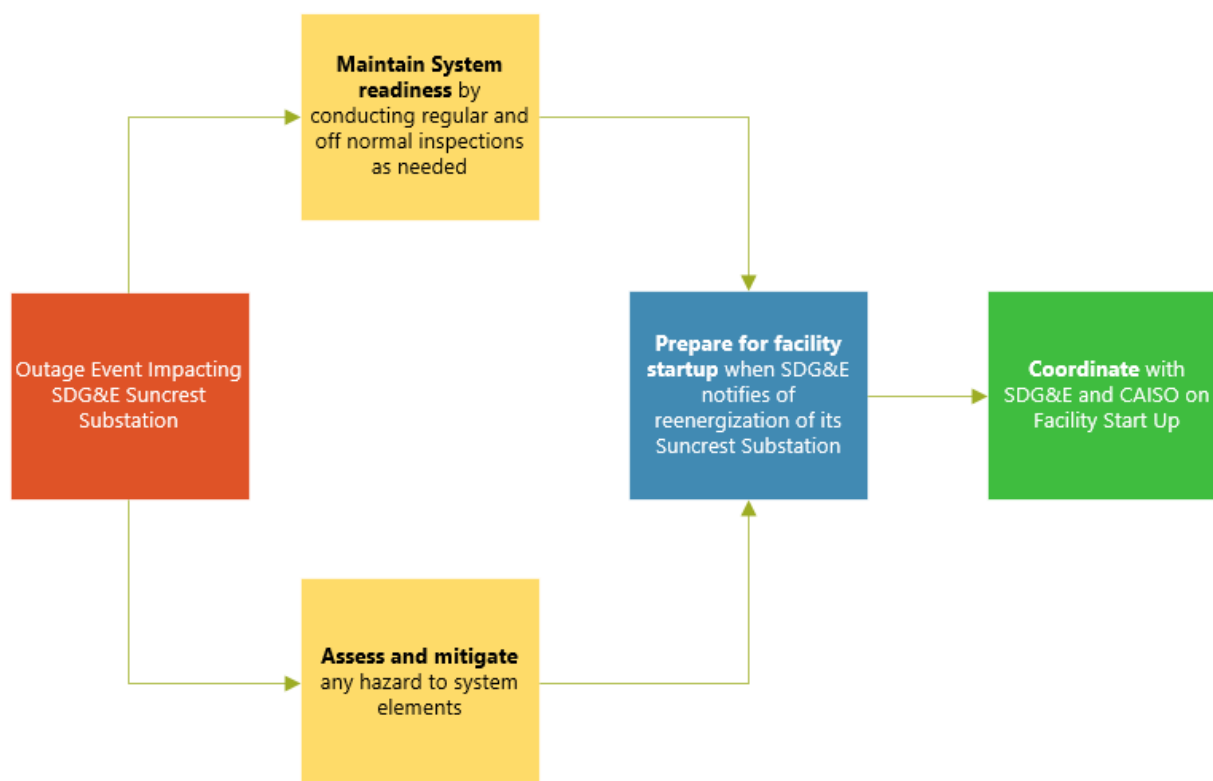 Maintain System
readiness by
conducting regular and
off normal inspections
as needed
Outage Event Impacting
SDG&E Suncrest
Substation
Prepare for facility
startup when SDG&E
notifies of
reenergization of its
Suncrest Substation
Coordinate with
SDG&E and CAISO on
Facility Start Up
Assess and mitigate
any hazard to system
elements